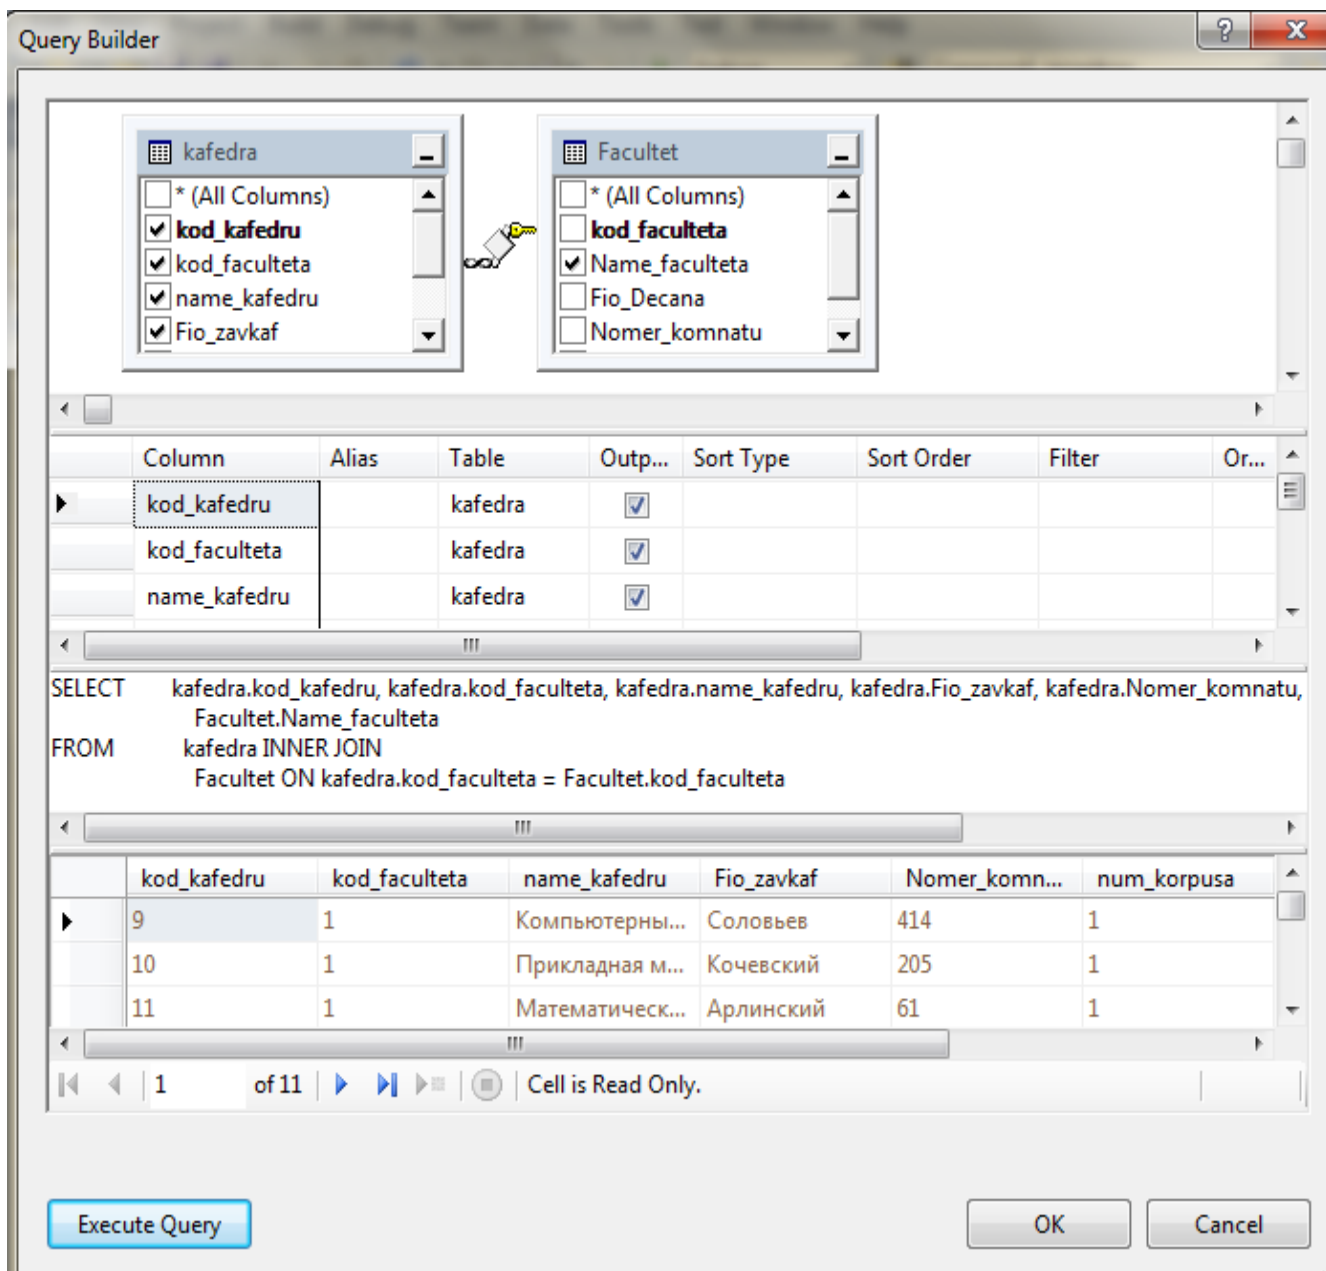 Query Builder
kafedra
* (All Columns)
kod_kafedru
kod_faculteta
name_kafedru
Fio_zavkaf
Facultet
* (All Columns)
kod_faculteta
Name_faculteta
Fio_Decana
Nomer_komnatu
Column Alias Table Outp... Sort Type Sort Order Filter Or...
kod_kafedru kafedra
kod_faculteta kafedra
name_kafedru kafedra
SELECT kafedra.kod_kafedru, kafedra.kod_faculteta, kafedra.name_kafedru, kafedra.Fio_zavkaf, kafedra.Nomer_komnatu,
Facultet.Name_faculteta
FROM kafedra INNER JOIN
Facultet ON kafedra.kod_faculteta = Facultet.kod_faculteta
kod_kafedru kod_faculteta name_kafedru Fio_zavkaf Nomer_komn... num_korpusa
9 1 Компьютерны... Соловьев 414 1
10 1 Прикладная м... Кочевский 205 1
11 1 Математическ... Арлинский 61 1
1 of 11 Cell is Read Only.
Execute Query OK Cancel